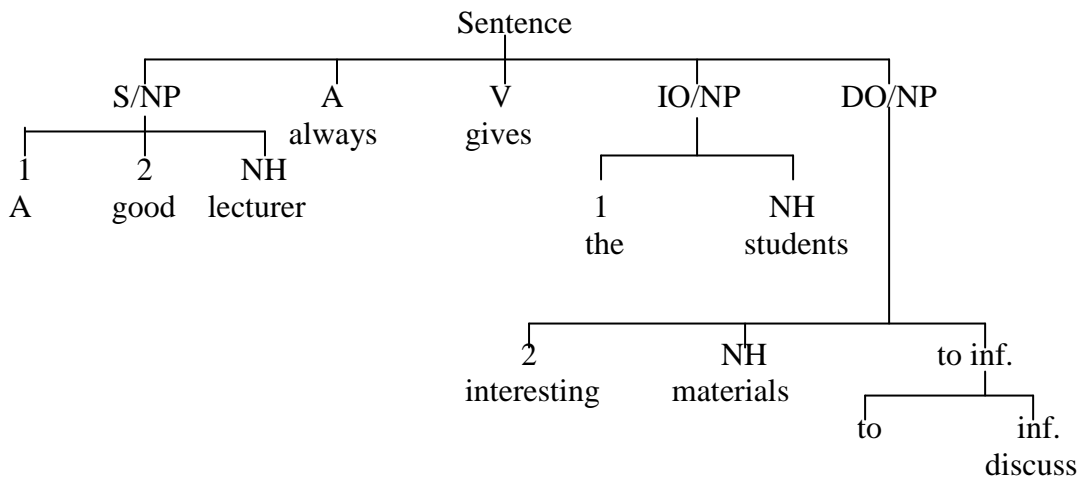 Sentence
S/NP A V IO/NP DO/NP
always gives
1 2 NH
A good lecturer
1 NH
the students
2 NH to inf.
interesting materials
to inf.
discuss